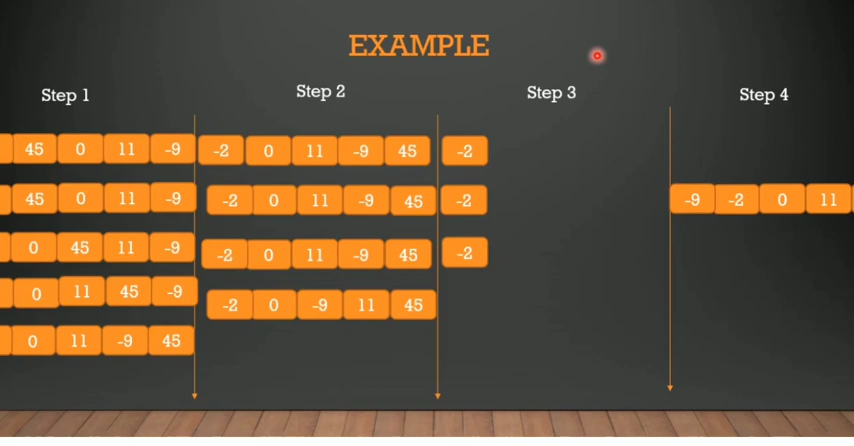 EXAMPLE
Step 1
Step 2
Step 3
Step 4
45 0 11 -9
45 0 11 -9
0 45 11 -9
0 11 45 -9
0 11 -9 45
-2 0 11 -9 45
-2 0 11 -9 45
-2 0 11 -9 45
-2 0 -9 11 45
-2
-2
-2
-9 -2 0 11